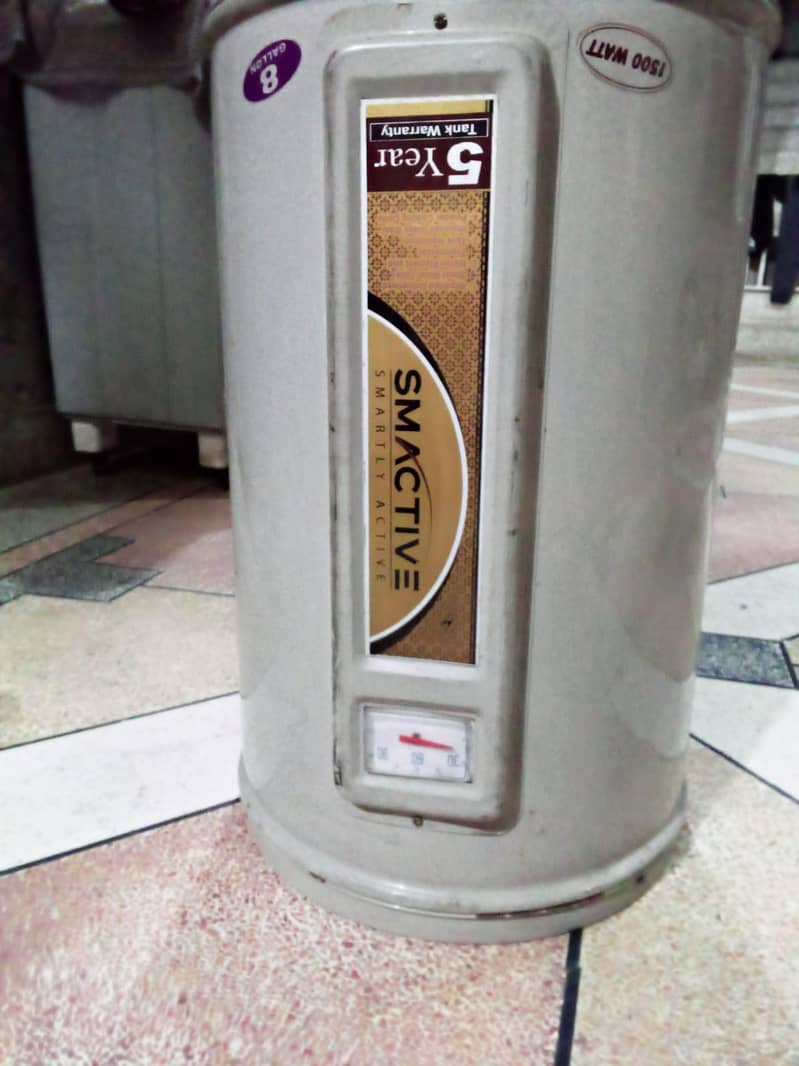 8
GALLON
1500 WATT
5 Year
Tank Warranty
SMACTIVE
SMARTLY ACTIVE
30 60 90